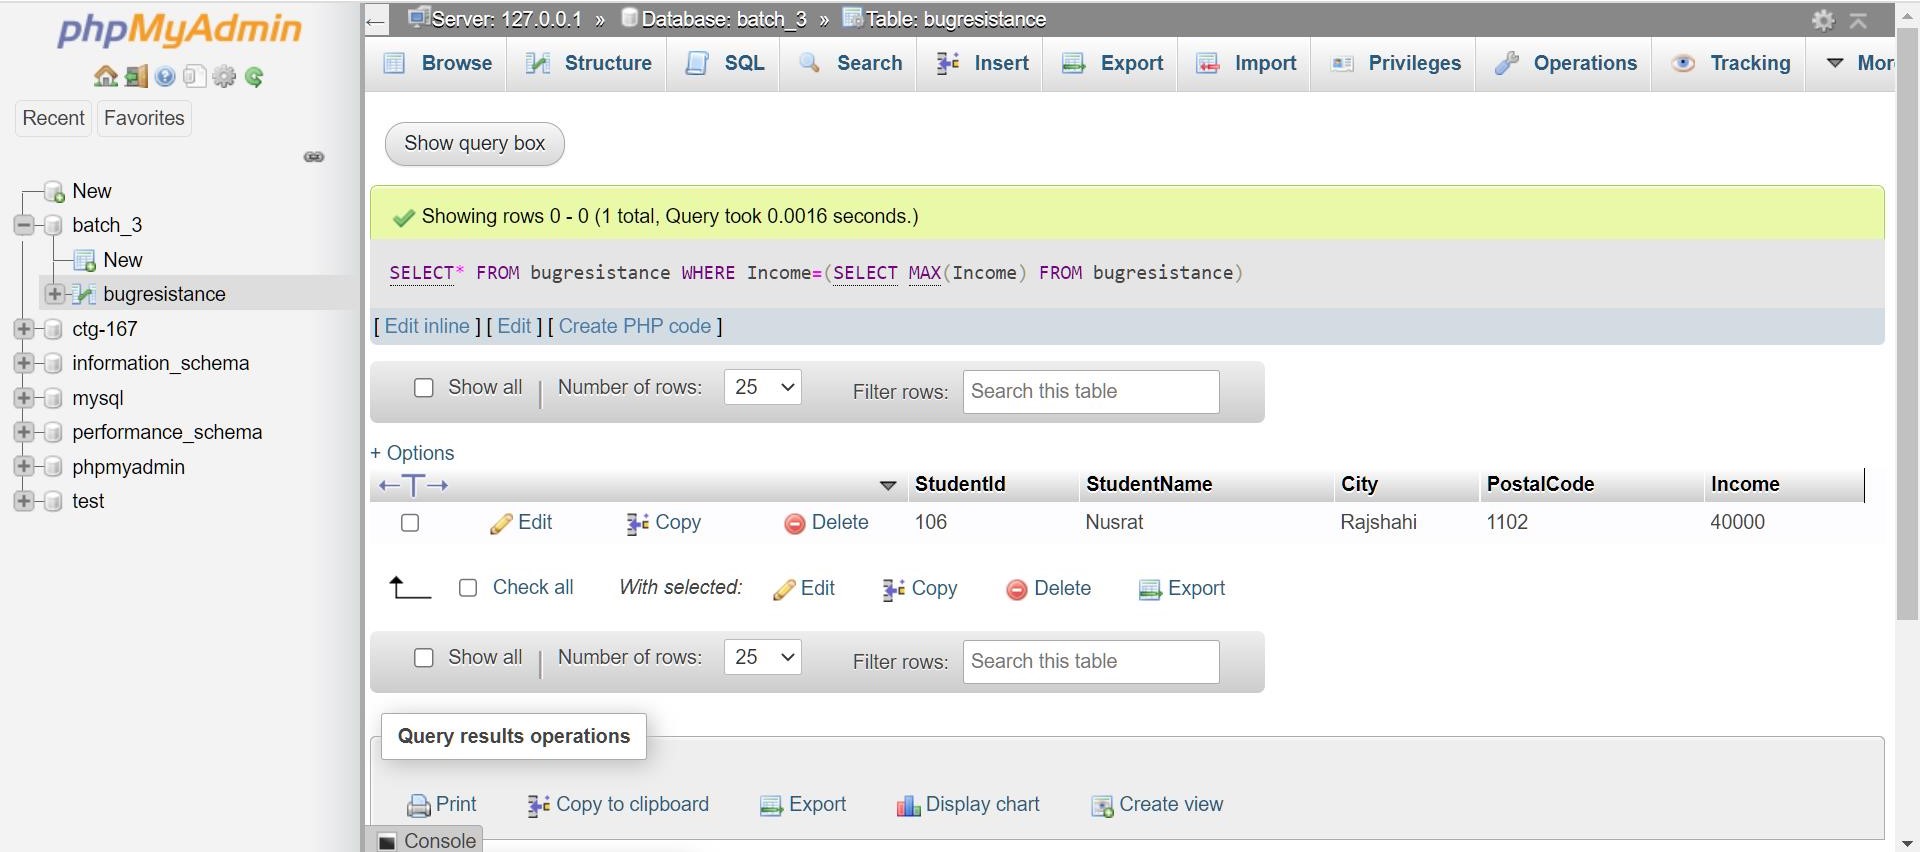 phpMyAdmin
Recent Favorites
New
batch_3
New
bugresistance
ctg-167
information_schema
mysql
performance_schema
phpmyadmin
test
Server: 127.0.0.1 » Database: batch_3 » Table: bugresistance
Browse Structure SQL Search Insert Export Import Privileges Operations Tracking Mor
Show query box
Showing rows 0 - 0 (1 total, Query took 0.0016 seconds.)
SELECT* FROM bugresistance WHERE Income=(SELECT MAX(Income) FROM bugresistance)
[ Edit inline ] [ Edit ] [ Create PHP code ]
Show all | Number of rows: 25 Filter rows: Search this table
+ Options
←T→ StudentId StudentName City PostalCode Income
Edit Copy Delete 106 Nusrat Rajshahi 1102 40000
Check all With selected: Edit Copy Delete Export
Show all | Number of rows: 25 Filter rows: Search this table
Query results operations
Print Copy to clipboard Export Display chart Create view
Console